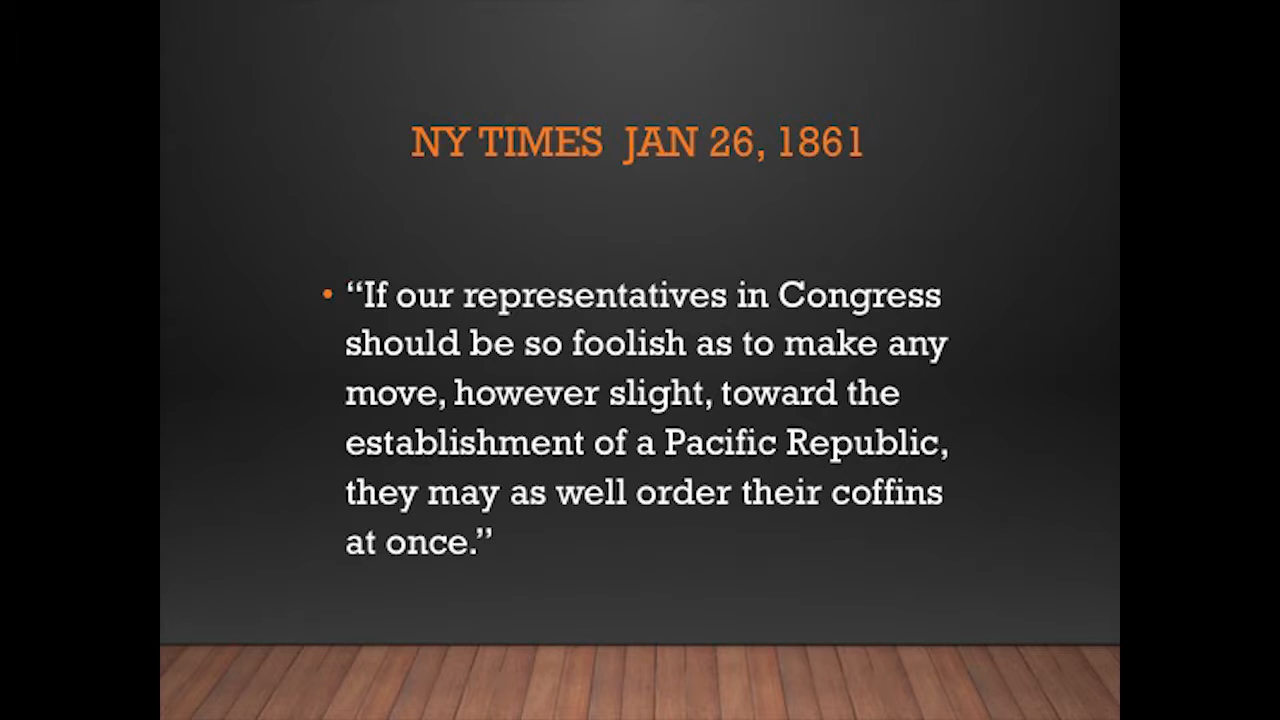 NY TIMES JAN 26, 1861
• “If our representatives in Congress
should be so foolish as to make any
move, however slight, toward the
establishment of a Pacific Republic,
they may as well order their coffins
at once.”